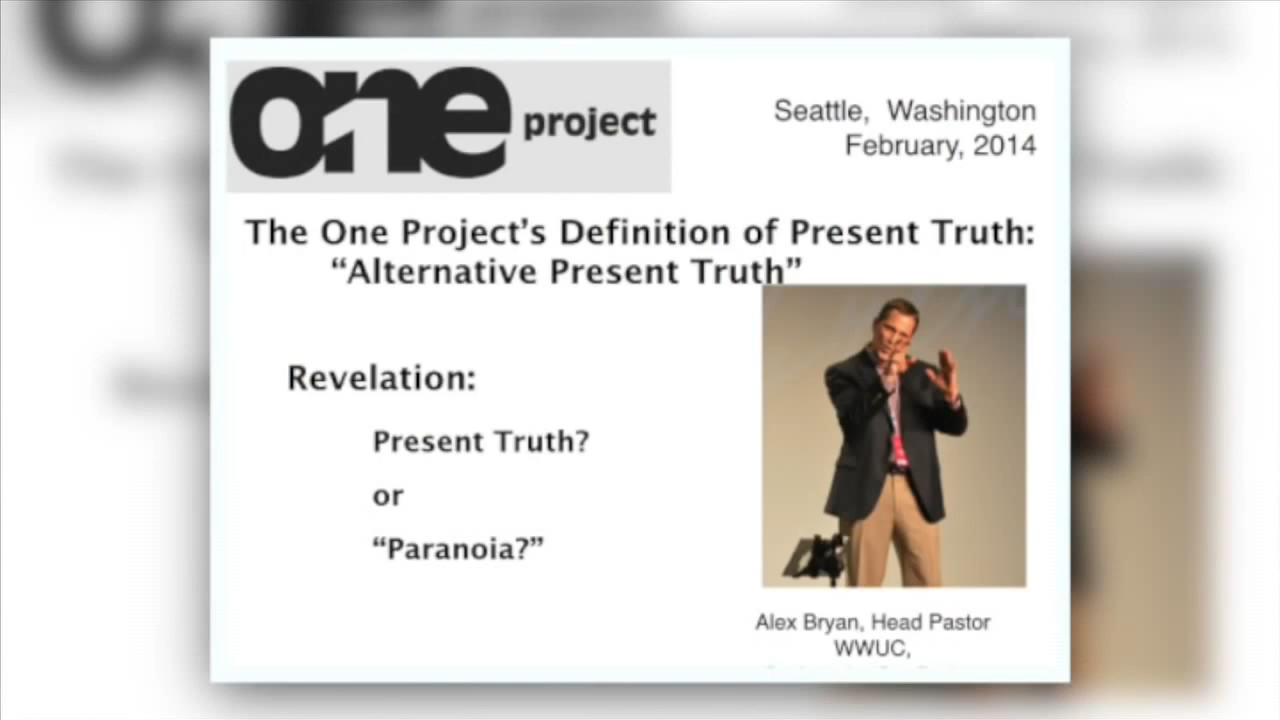 one project
Seattle, Washington
February, 2014
The One Project’s Definition of Present Truth:
“Alternative Present Truth”
Revelation:
Present Truth?
or
“Paranoia?”
Alex Bryan, Head Pastor
WWUC,